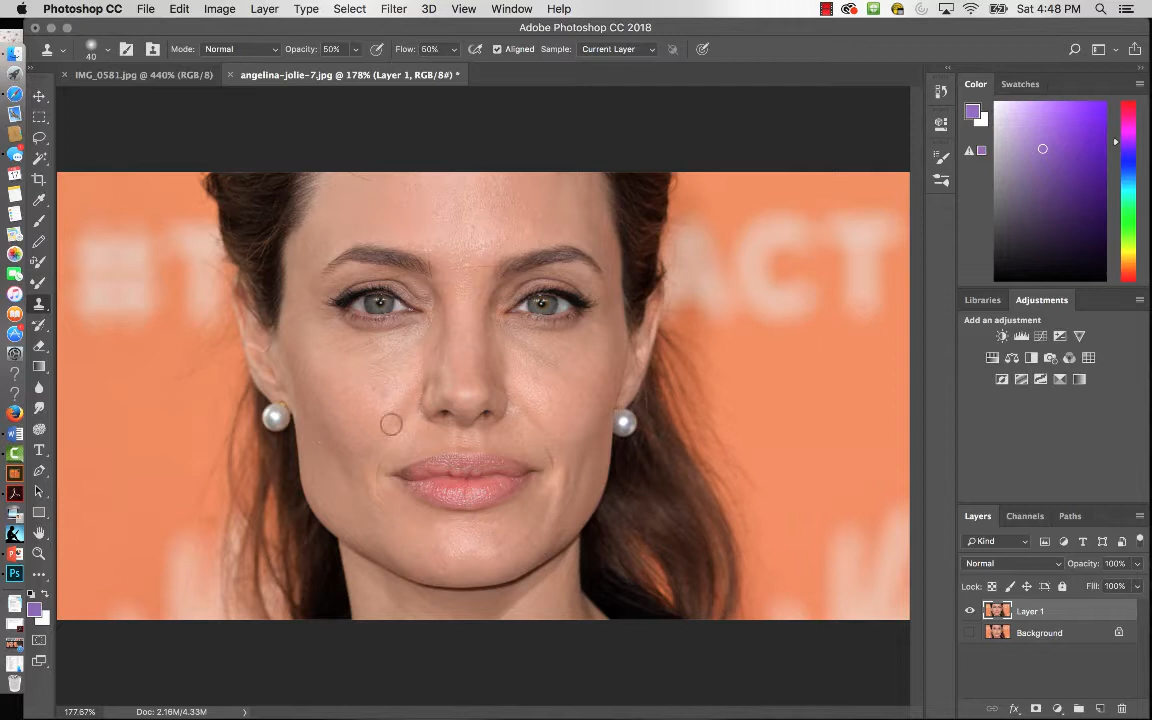 Photoshop CC File Edit Image Layer Type Select Filter 3D View Window Help Sat 4:48 PM
Adobe Photoshop CC 2018
40 Mode: Normal Opacity: 50% Flow: 50% Aligned Sample: Current Layer
IMG_0581.jpg @ 440% (RGB/8) angelina-jolie-7.jpg @ 178% (Layer 1, RGB/8#) *
Color Swatches
ACT
Libraries Adjustments
Add an adjustment
Layers Channels Paths
Kind
Normal Opacity: 100%
Lock: Fill: 100%
Layer 1
Background
177.67% Doc: 2.16M/4.33M